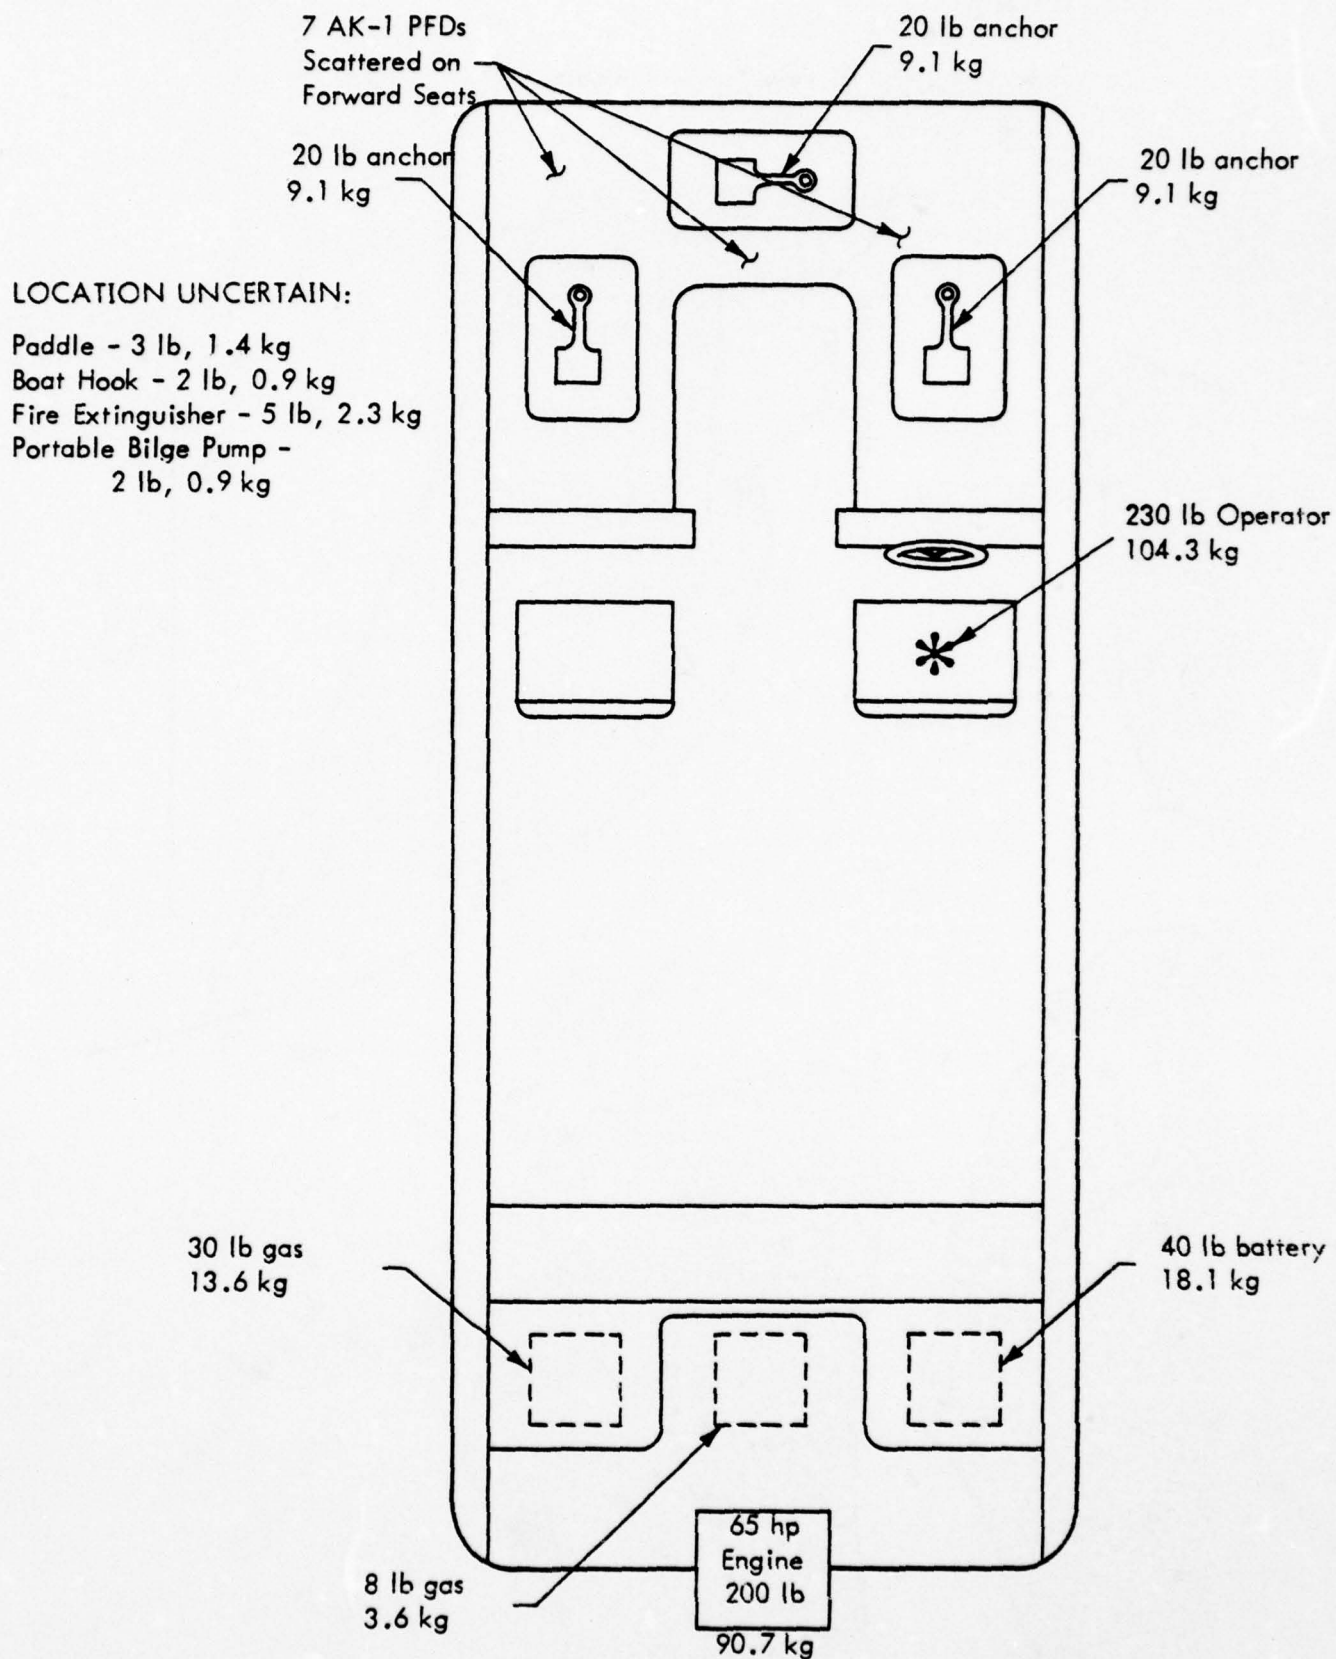 7 AK-1 PFDs
Scattered on
Forward Seats
20 lb anchor
9.1 kg
20 lb anchor
9.1 kg
20 lb anchor
9.1 kg
LOCATION UNCERTAIN:
Paddle - 3 lb, 1.4 kg
Boat Hook - 2 lb, 0.9 kg
Fire Extinguisher - 5 lb, 2.3 kg
Portable Bilge Pump -
2 lb, 0.9 kg
230 lb Operator
104.3 kg
30 lb gas
13.6 kg
40 lb battery
18.1 kg
8 lb gas
3.6 kg
65 hp
Engine
200 lb
90.7 kg